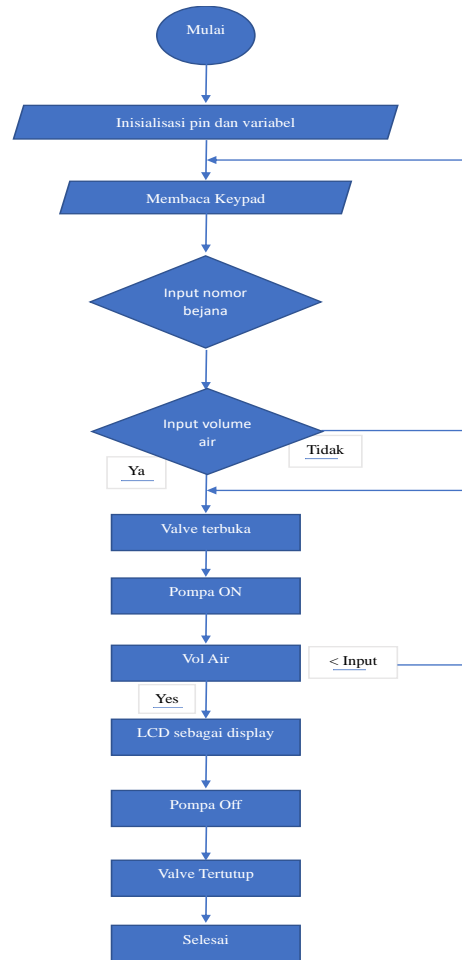 Mulai
Inisialisasi pin dan variabel
Membaca Keypad
Input nomor
bejana
Input volume
air
Tidak
Ya
Valve terbuka
Pompa ON
Vol Air
< Input
Yes
LCD sebagai display
Pompa Off
Valve Tertutup
Selesai